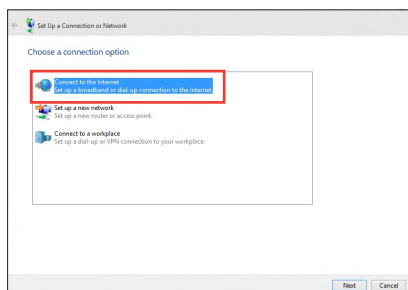 Set Up a Connection or Network
Choose a connection option
Connect to the Internet
Set up a broadband or dial-up connection to the Internet.
Set up a new network
Set up a new router or access point.
Connect to a workplace
Set up a dial-up or VPN connection to your workplace.
Next Cancel